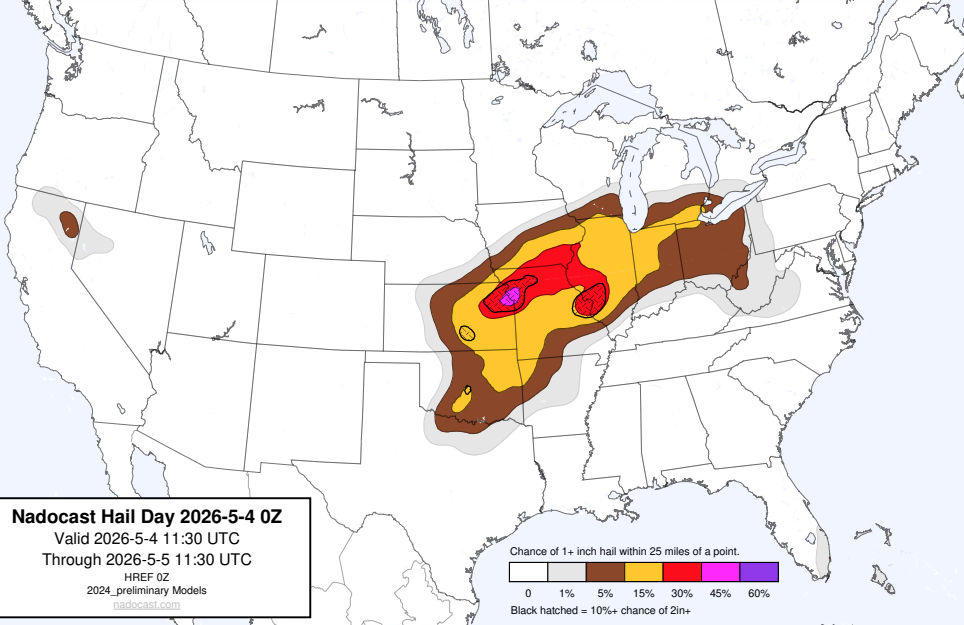 Nadocast Hail Day 2026-5-4 0Z
Valid 2026-5-4 11:30 UTC
Through 2026-5-5 11:30 UTC
HREF 0Z
2024_preliminary Models
nadocast.com
Chance of 1+ inch hail within 25 miles of a point.
0 1% 5% 15% 30% 45% 60%
Black hatched = 10%+ chance of 2in+